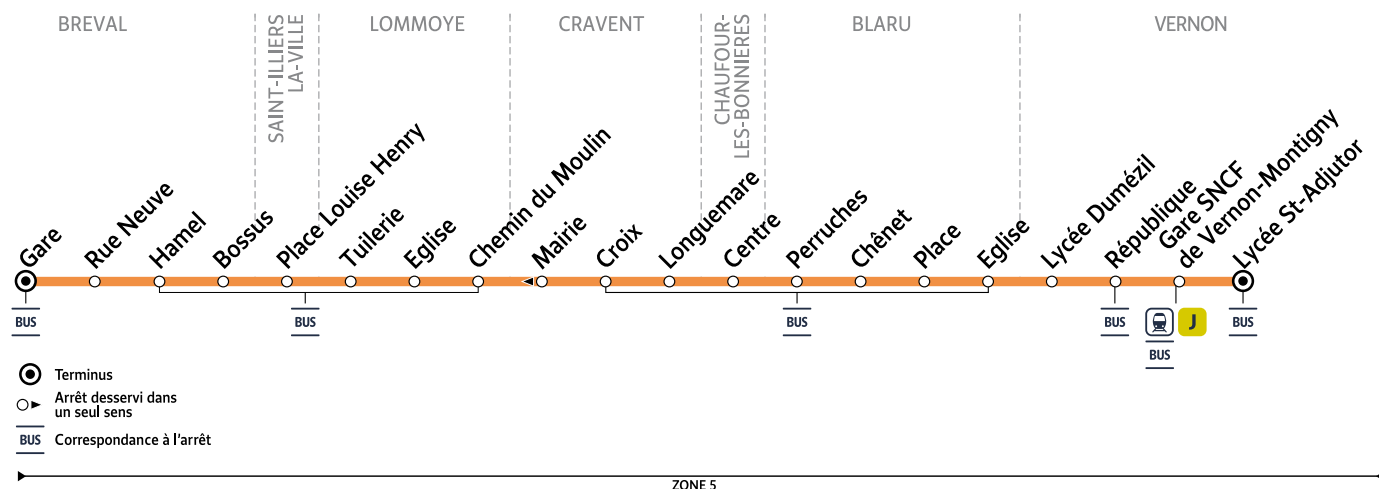 BREVAL
SAINT-ILLIERS
LA-VILLE
LOMMOYE
CRAVENT
CHAUFOUR-
LES-BONNIERES
BLARU
VERNON
Gare
Rue Neuve
Hamel
Bossus
Place Louise Henry
Tuilerie
Eglise
Chemin du Moulin
Mairie
Croix
Longuemare
Centre
Perruches
Chênet
Place
Eglise
Lycée Dumézil
République
Gare SNCF
de Vernon-Montigny
Lycée St-Adjutor
BUS
BUS
BUS
BUS
J
BUS
BUS
Terminus
Arrêt desservi dans
un seul sens
BUS
Correspondance à l'arrêt
ZONE 5